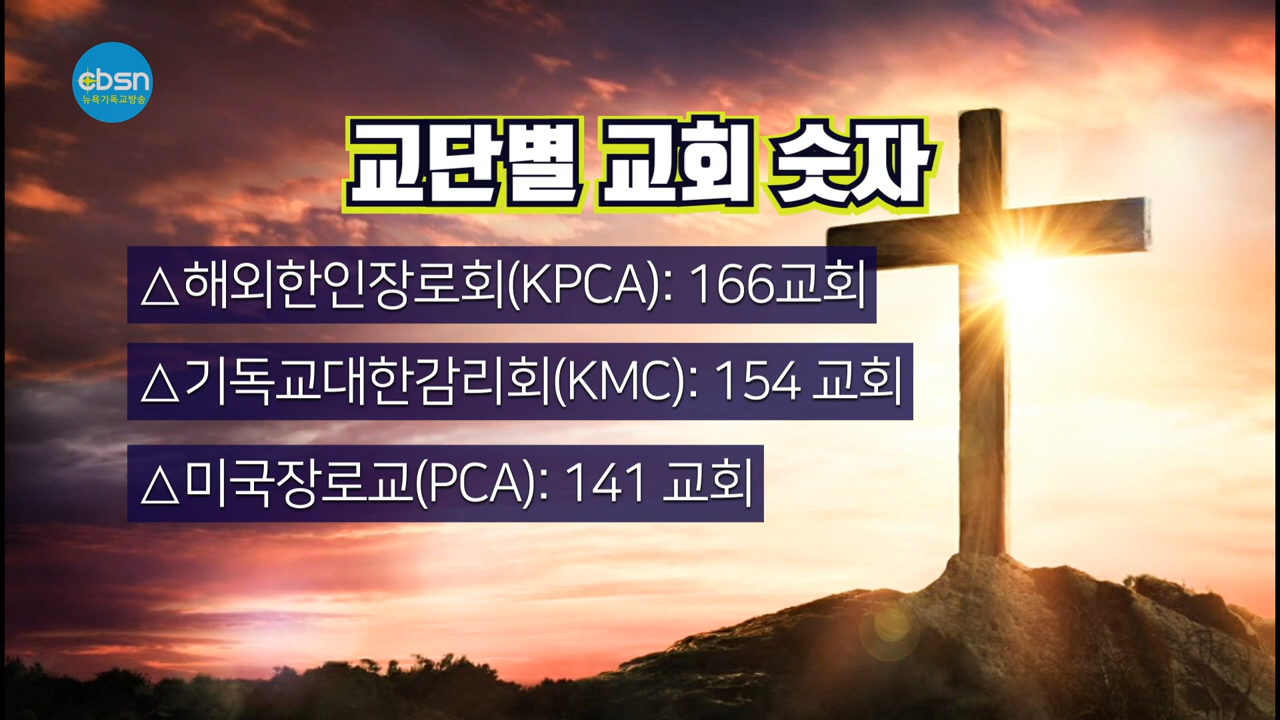 cbsn
뉴욕기독교방송
교단별 교회 숫자
△해외한인장로회(KPCA): 166교회
△기독교대한감리회(KMC): 154 교회
△미국장로교(PCA): 141 교회